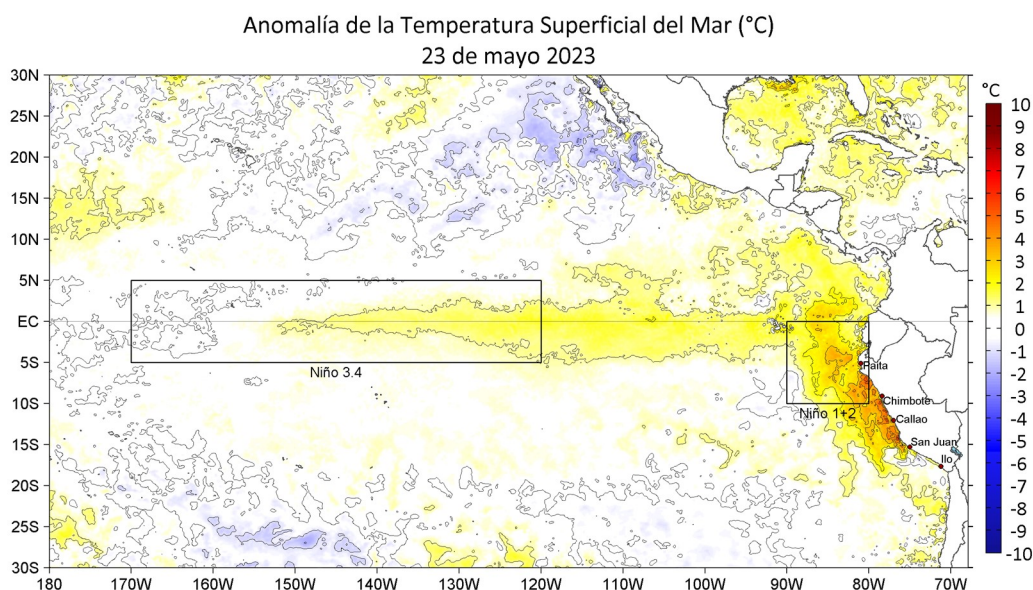 Anomalía de la Temperatura Superficial del Mar (°C)
23 de mayo 2023
30N
25N
20N
15N
10N
5N
EC
5S
10S
15S
20S
25S
30S
180
170W
160W
150W
140W
130W
120W
110W
100W
90W
80W
70W
Niño 3.4
Niño 1+2
Paita
Chimbote
Callao
San Juan
Ilo
°C
10
9
8
7
6
5
4
3
2
1
0
-1
-2
-3
-4
-5
-6
-7
-8
-9
-10